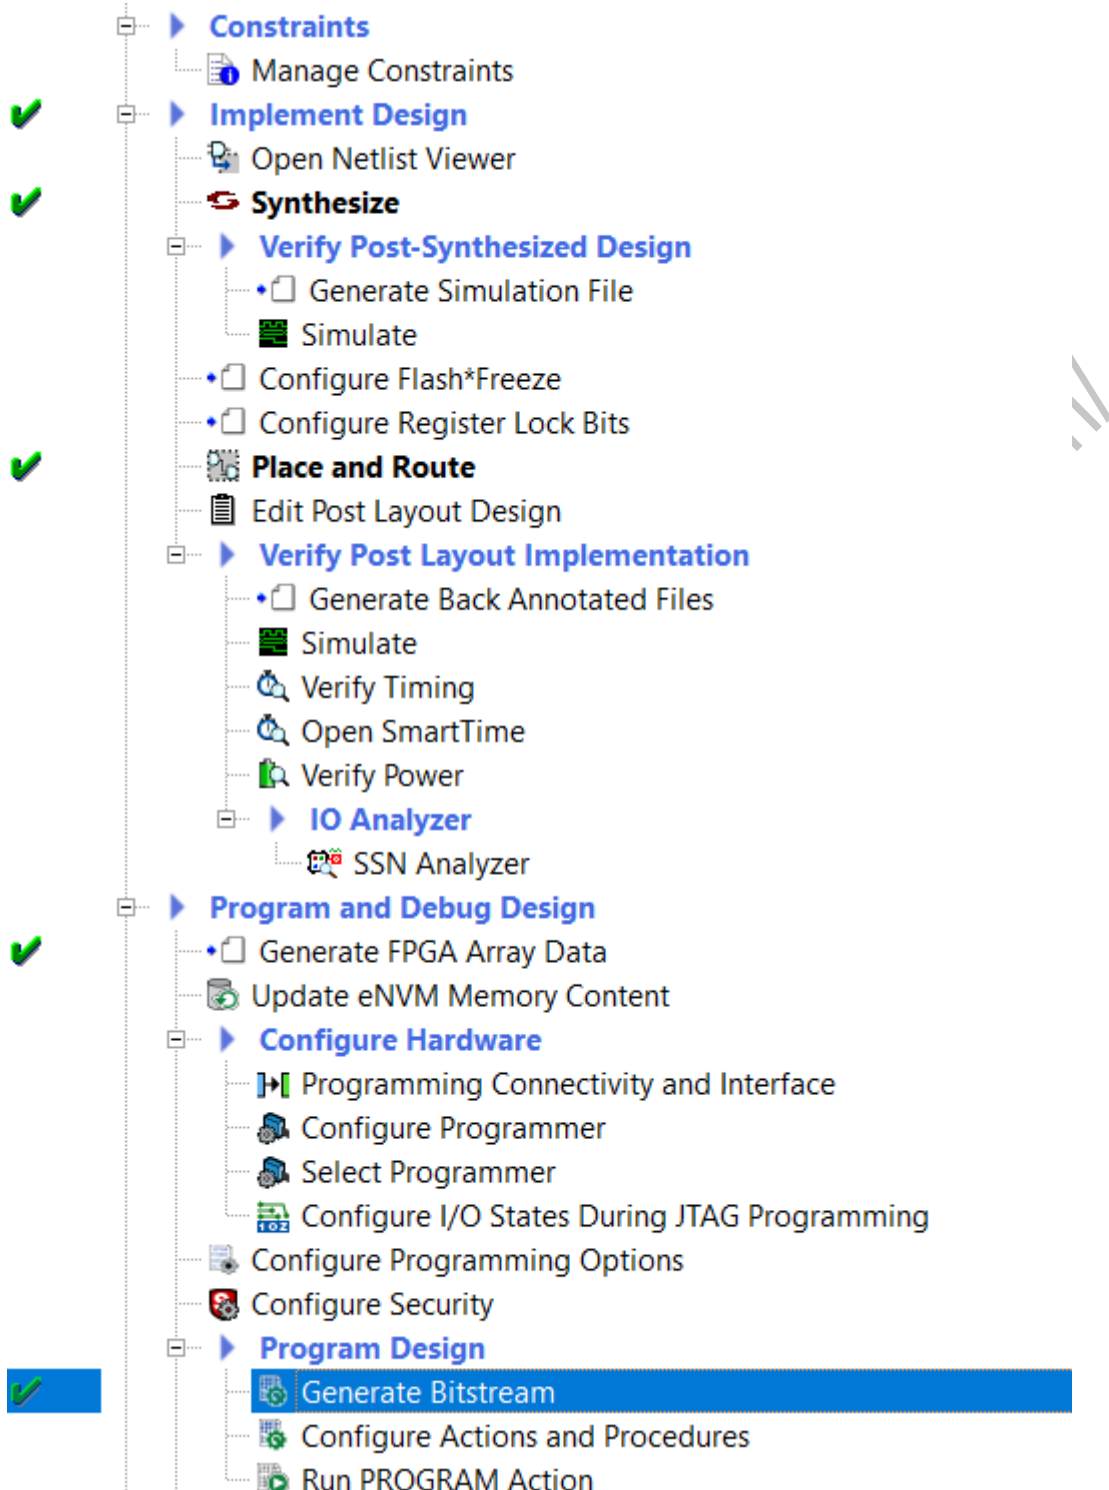 Constraints
Manage Constraints
Implement Design
Open Netlist Viewer
Synthesize
Verify Post-Synthesized Design
Generate Simulation File
Simulate
Configure Flash*Freeze
Configure Register Lock Bits
Place and Route
Edit Post Layout Design
Verify Post Layout Implementation
Generate Back Annotated Files
Simulate
Verify Timing
Open SmartTime
Verify Power
IO Analyzer
SSN Analyzer
Program and Debug Design
Generate FPGA Array Data
Update eNVM Memory Content
Configure Hardware
Programming Connectivity and Interface
Configure Programmer
Select Programmer
Configure I/O States During JTAG Programming
Configure Programming Options
Configure Security
Program Design
Generate Bitstream
Configure Actions and Procedures
Run PROGRAM Action